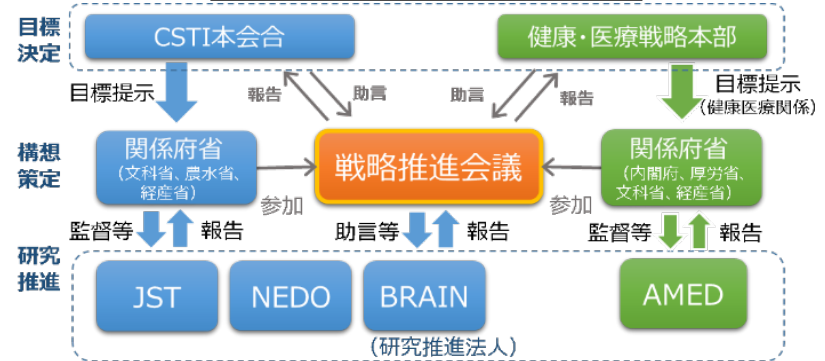 目標
決定
CSTI本会合
健康・医療戦略本部
目標提示
報告
助言
助言
報告
目標提示
(健康医療関係)
構想
策定
関係府省
(文科省、農水省、
経産省)
参加
戦略推進会議
参加
関係府省
(内閣府、厚労省、
文科省、経産省)
監督等
報告
助言等
報告
監督等
報告
研究
推進
JST
NEDO
BRAIN
AMED
(研究推進法人)